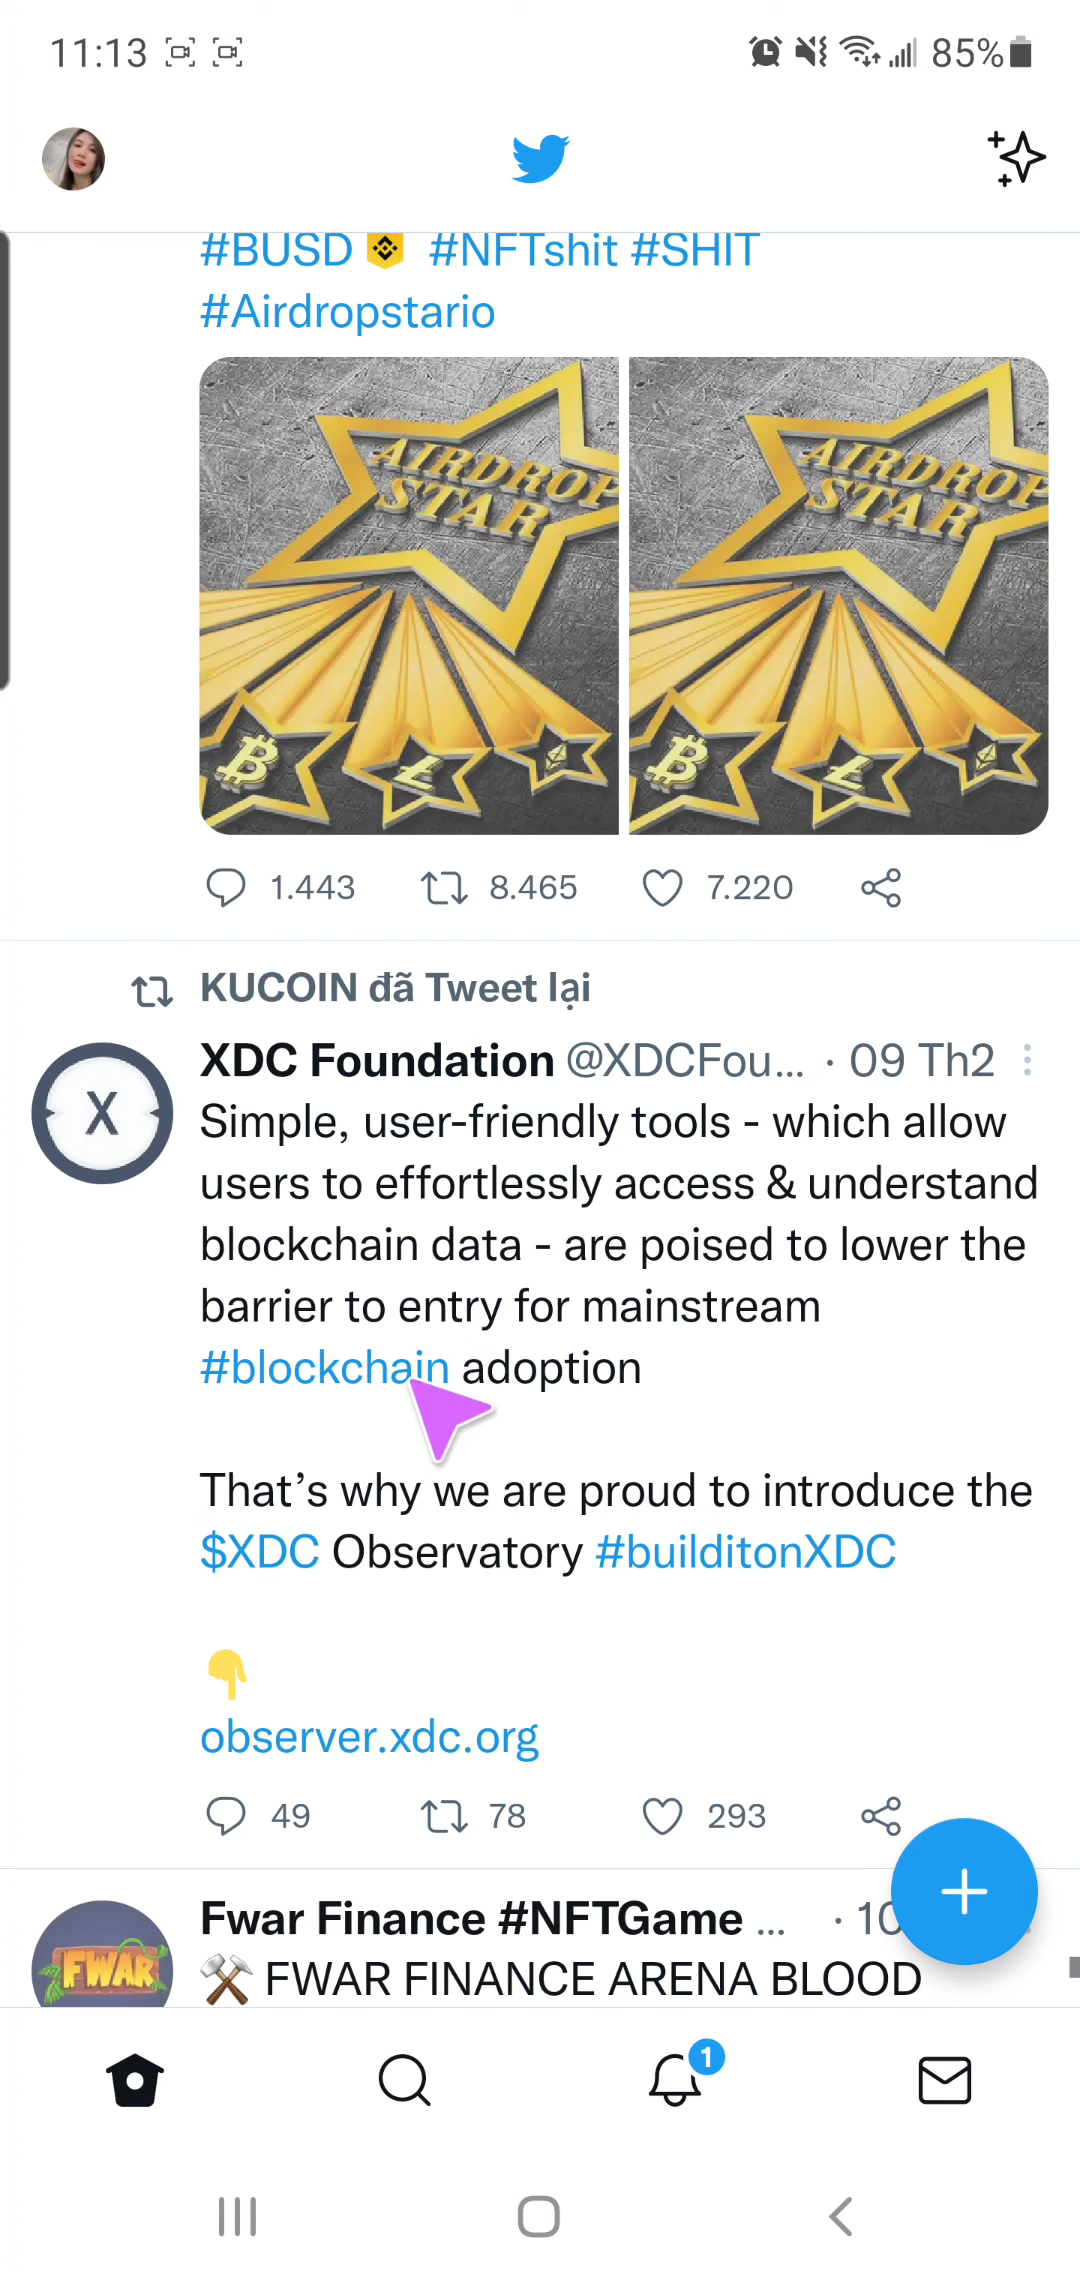 11:13 85%
#BUSD #NFTshit #SHIT
#Airdropstario
AIRDROP
STAR
AIRDROP
STAR
1.443 8.465 7.220
KUCOIN đã Tweet lại
XDC Foundation @XDCFou... · 09 Th2
X
Simple, user-friendly tools - which allow
users to effortlessly access & understand
blockchain data - are poised to lower the
barrier to entry for mainstream
#blockchain adoption
That’s why we are proud to introduce the
$XDC Observatory #builditonXDC
observer.xdc.org
49 78 293
Fwar Finance #NFTGame ... · 10
FWAR
FWAR FINANCE ARENA BLOOD
1